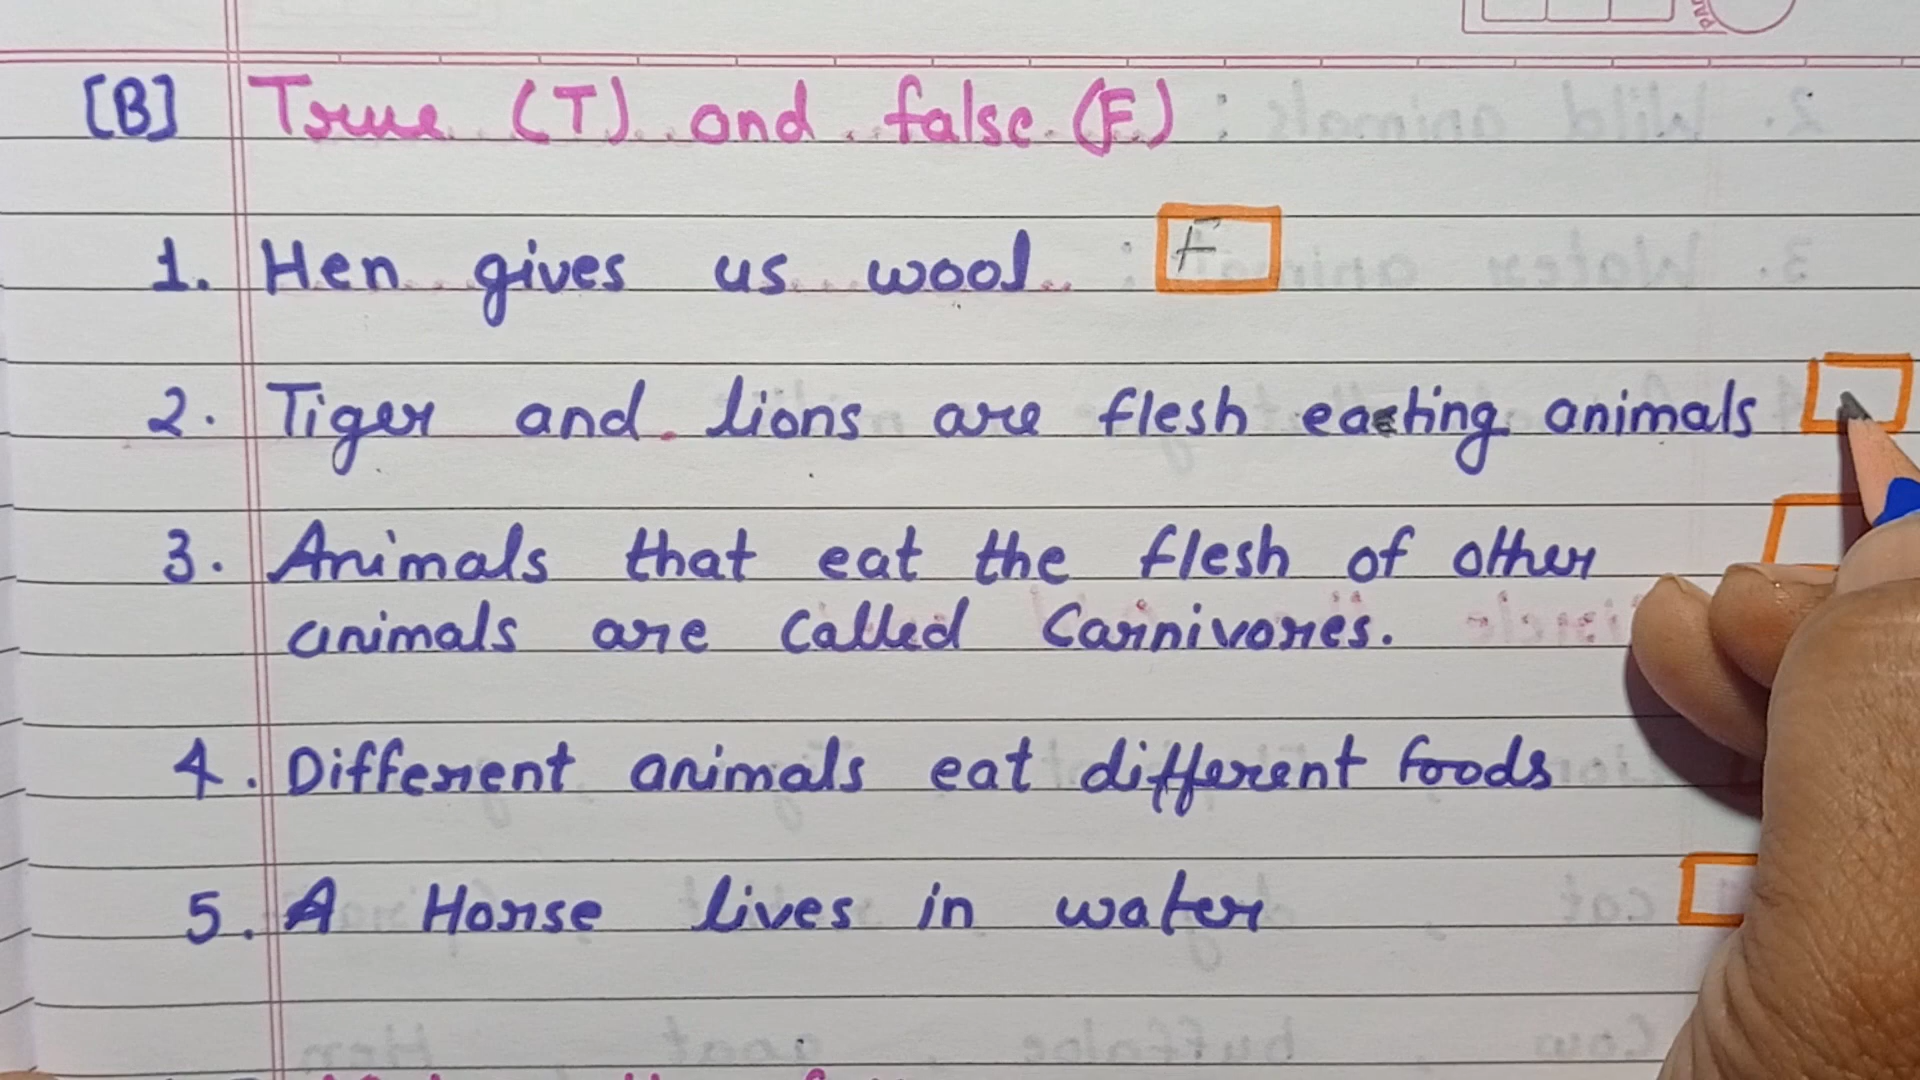 [B] True (T) and false (F)
1. Hen gives us wool. F
2. Tiger and lions are flesh eating animals
3. Animals that eat the flesh of other
animals are called Carnivores.
4. Different animals eat different foods
5. A Horse lives in water